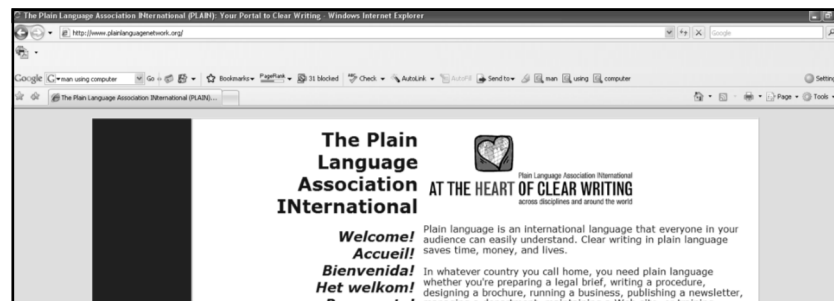 The Plain Language Association INternational (PLAIN): Your Portal to Clear Writing - Windows Internet Explorer
http://www.plainlanguagenetwork.org/
Google
Google man using computer Go Bookmarks PageRank 31 blocked Check AutoLink AutoFill Send to man using computer Settin
The Plain Language Association INternational (PLAIN)... Page Tools
The Plain
Language
Association
INternational
Plain Language Association INternational
AT THE HEART OF CLEAR WRITING
across disciplines and around the world
Welcome!
Accueil!
Bienvenida!
Het welkom!
Plain language is an international language that everyone in your
audience can easily understand. Clear writing in plain language
saves time, money, and lives.
In whatever country you call home, you need plain language
whether you're preparing a legal brief, writing a procedure,
designing a brochure, running a business, publishing a newsletter,